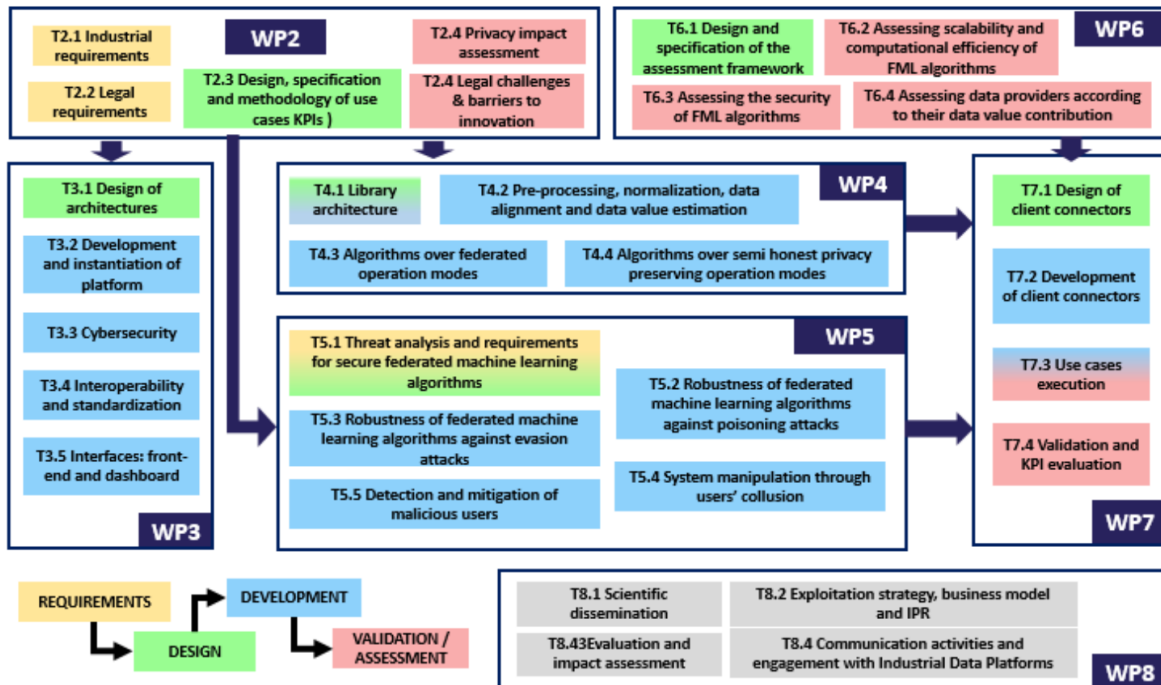 T2.1 Industrial
requirements
WP2
T2.4 Privacy impact
assessment
T2.2 Legal
requirements
T2.3 Design, specification
and methodology of use
cases KPIs )
T2.4 Legal challenges
& barriers to
innovation
T6.1 Design and
specification of the
assessment framework
T6.2 Assessing scalability and
computational efficiency of
FML algorithms
WP6
T6.3 Assessing the security
of FML algorithms
T6.4 Assessing data providers according
to their data value contribution
T3.1 Design of
architectures
T3.2 Development
and instantiation of
platform
T3.3 Cybersecurity
T3.4 Interoperability
and standardization
T3.5 Interfaces: front-
end and dashboard
WP3
T4.1 Library
architecture
T4.2 Pre-processing, normalization, data
alignment and data value estimation
WP4
T4.3 Algorithms over federated
operation modes
T4.4 Algorithms over semi honest privacy
preserving operation modes
T5.1 Threat analysis and requirements
for secure federated machine learning
algorithms
WP5
T5.2 Robustness of federated
machine learning algorithms
against poisoning attacks
T5.3 Robustness of federated machine
learning algorithms against evasion
attacks
T5.4 System manipulation through
users' collusion
T5.5 Detection and mitigation of
malicious users
T7.1 Design of
client connectors
T7.2 Development
of client connectors
T7.3 Use cases
execution
T7.4 Validation and
KPI evaluation
WP7
REQUIREMENTS
DESIGN
DEVELOPMENT
VALIDATION /
ASSESSMENT
T8.1 Scientific
dissemination
T8.2 Exploitation strategy, business model
and IPR
T8.43Evaluation and
impact assessment
T8.4 Communication activities and
engagement with Industrial Data Platforms
WP8